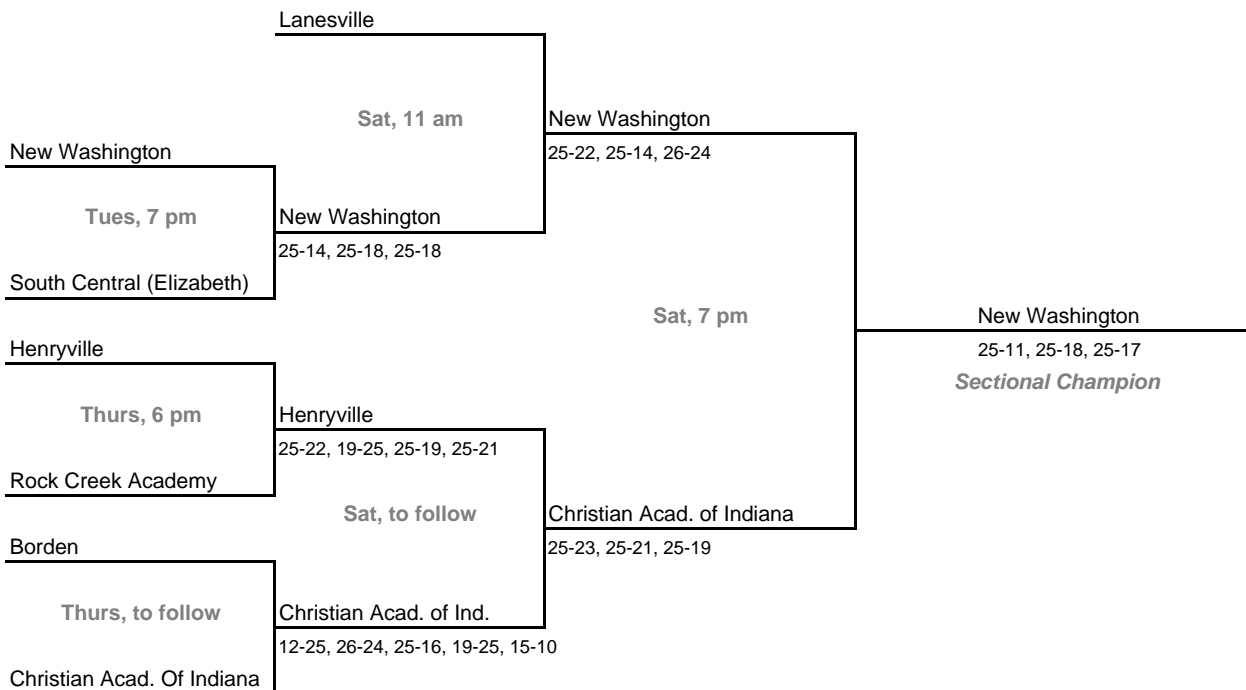 Lanesville
Sat, 11 am
New Washington
New Washington
25-22, 25-14, 26-24
Tues, 7 pm
New Washington
25-14, 25-18, 25-18
South Central (Elizabeth)
Sat, 7 pm
New Washington
Henryville
25-11, 25-18, 25-17
Sectional Champion
Thurs, 6 pm
Henryville
25-22, 19-25, 25-19, 25-21
Rock Creek Academy
Sat, to follow
Christian Acad. of Indiana
Borden
25-23, 25-21, 25-19
Thurs, to follow
Christian Acad. of Ind.
12-25, 26-24, 25-16, 19-25, 15-10
Christian Acad. Of Indiana